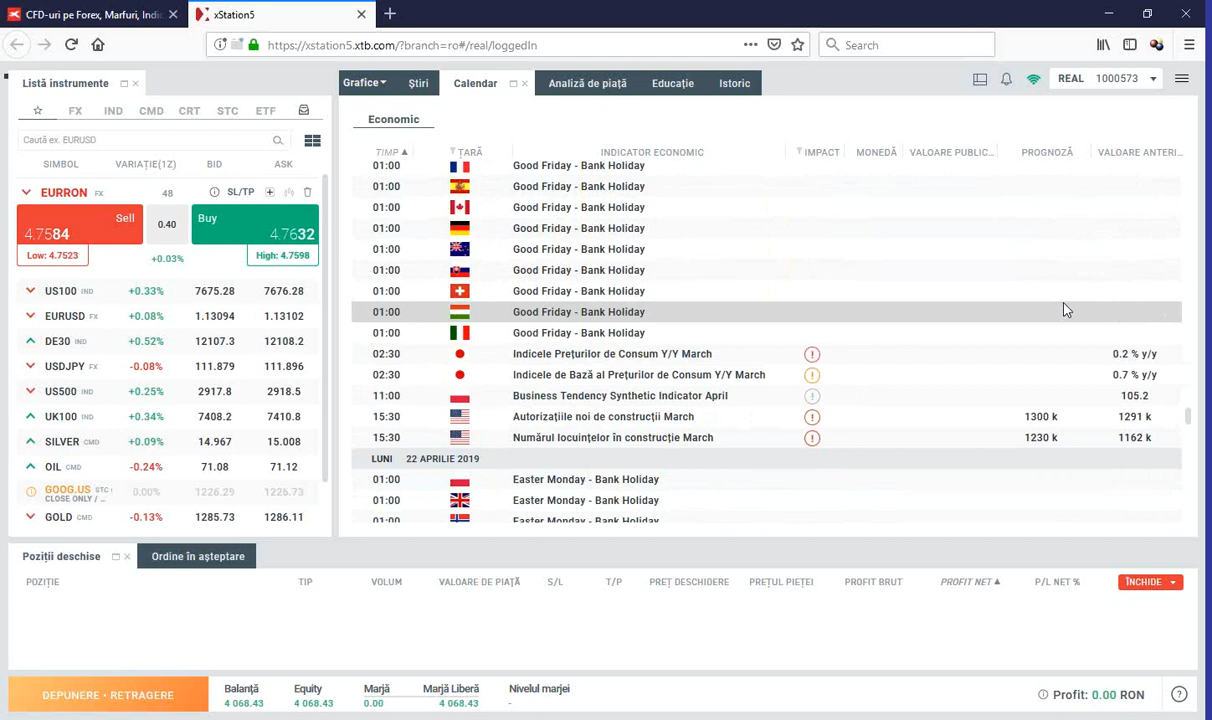 CFD-uri pe Forex, Marfuri, Indic
xStation5
https://xstation5.xtb.com/?branch=ro#/real/loggedIn
Search
Listă instrumente
Grafice
Știri
Calendar
Analiză de piață
Educație
Istoric
REAL 1000573
FX IND CMD CRT STC ETF
Caută ex. EURUSD
SIMBOL VARIAȚIE(1Z) BID ASK
EURRON FX 48 SL/TP
Sell 4.7584
0.40
Buy 4.7632
Low: 4.7523
+0.03%
High: 4.7598
US100 IND +0.33% 7675.28 7676.28
EURUSD FX +0.08% 1.13094 1.13102
DE30 IND +0.52% 12107.3 12108.2
USDJPY FX -0.08% 111.879 111.896
US500 IND +0.25% 2917.8 2918.5
UK100 IND +0.34% 7408.2 7410.8
SILVER CMD +0.09% 14.967 15.008
OIL CMD -0.24% 71.08 71.12
GOOG.US STC 0.00% 1226.29 1226.73
CLOSE ONLY / ...
GOLD CMD -0.13% 1285.73 1286.11
Economic
TIMP ȚARĂ INDICATOR ECONOMIC IMPACT MONEDĂ VALOARE PUBLIC... PROGNOZĂ VALOARE ANTERI...
01:00 Good Friday - Bank Holiday
01:00 Good Friday - Bank Holiday
01:00 Good Friday - Bank Holiday
01:00 Good Friday - Bank Holiday
01:00 Good Friday - Bank Holiday
01:00 Good Friday - Bank Holiday
01:00 Good Friday - Bank Holiday
01:00 Good Friday - Bank Holiday
01:00 Good Friday - Bank Holiday
02:30 Indicele Prețurilor de Consum Y/Y March 0.2 % y/y
02:30 Indicele de Bază al Prețurilor de Consum Y/Y March 0.7 % y/y
11:00 Business Tendency Synthetic Indicator April 105.2
15:30 Autorizațiile noi de construcții March 1300 k 1291 k
15:30 Numărul locuințelor în construcție March 1230 k 1162 k
LUNI 22 APRILIE 2019
01:00 Easter Monday - Bank Holiday
01:00 Easter Monday - Bank Holiday
01:00 Easter Monday - Bank Holiday
Poziții deschise
Ordine în așteptare
POZIȚIE TIP VOLUM VALOARE DE PIAȚĂ S/L T/P PREȚ DESCHIDERE PREȚUL PIEȚEI PROFIT BRUT PROFIT NET P/L NET % ÎNCHIDE
DEPUNERE • RETRAGERE
Balanță Equity Marjă Marjă Liberă Nivelul marjei
4 068.43 4 068.43 0.00 4 068.43 -
Profit: 0.00 RON